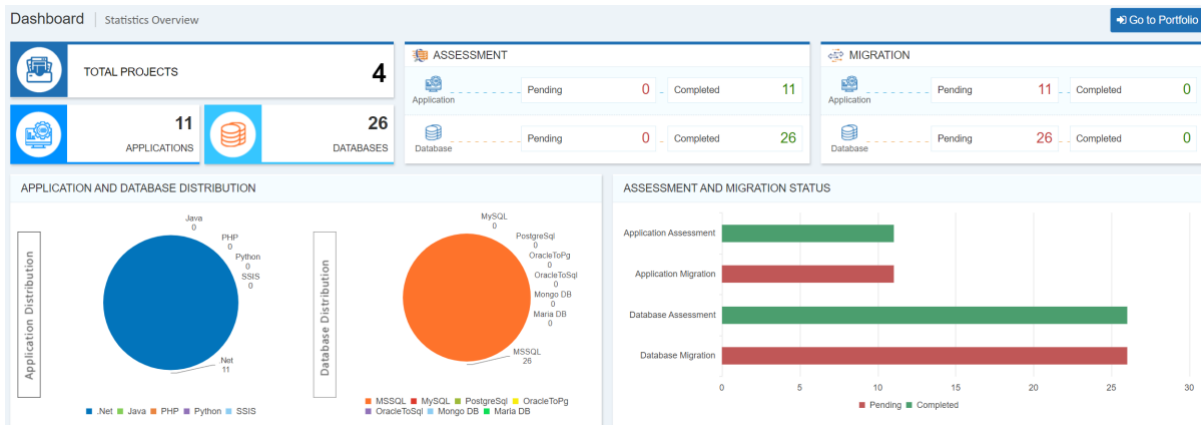 Dashboard | Statistics Overview
Go to Portfolio
TOTAL PROJECTS 4
11
APPLICATIONS
26
DATABASES
ASSESSMENT
Application Pending 0 Completed 11
Database Pending 0 Completed 26
MIGRATION
Application Pending 11 Completed 0
Database Pending 26 Completed 0
APPLICATION AND DATABASE DISTRIBUTION
Application Distribution
Java
0
PHP
0
Python
0
SSIS
0
.Net
11
.Net Java PHP Python SSIS
Database Distribution
MySQL
0
PostgreSql
0
OracleToPg
0
OracleToSql
0
Mongo DB
0
Maria DB
0
MSSQL
26
MSSQL MySQL PostgreSql OracleToPg
OracleToSql Mongo DB Maria DB
ASSESSMENT AND MIGRATION STATUS
Application Assessment
Application Migration
Database Assessment
Database Migration
0 5 10 15 20 25 30
Pending Completed